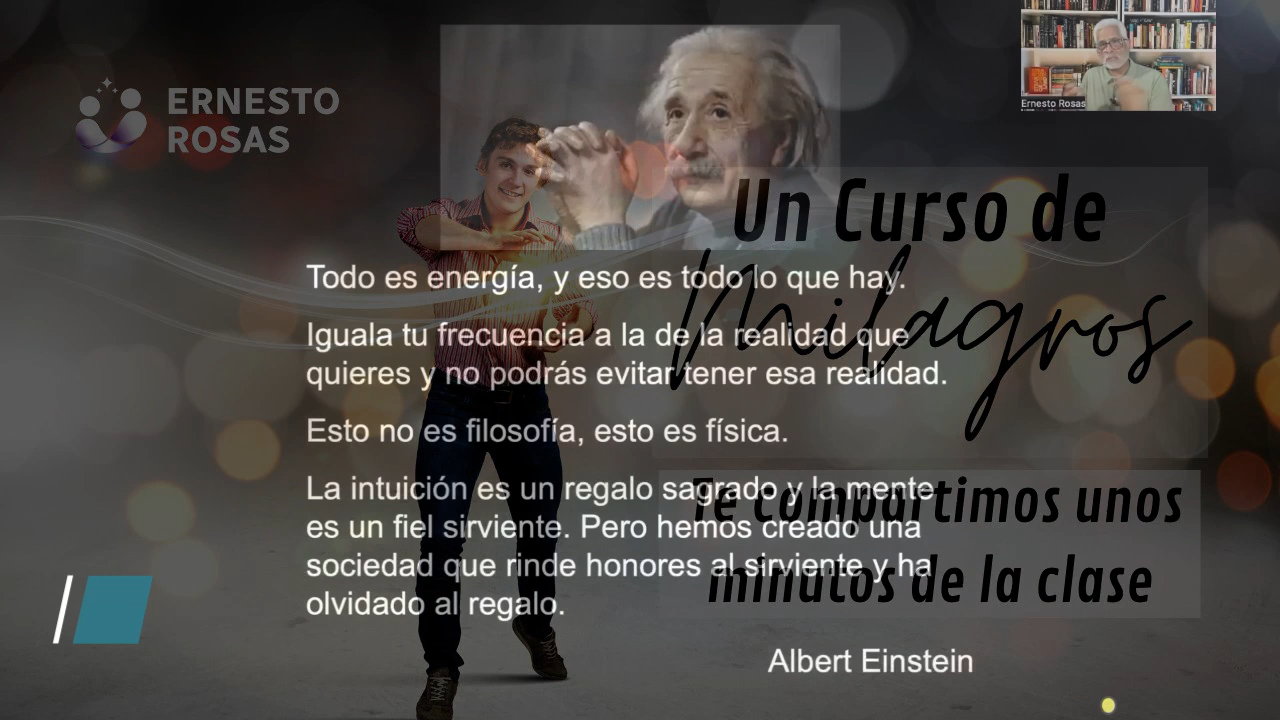 ERNESTO
ROSAS
Ernesto Rosas
Un Curso de
Milagros
Todo es energía, y eso es todo lo que hay.
Iguala tu frecuencia a la de la realidad que
quieres y no podrás evitar tener esa realidad.
Esto no es filosofía, esto es física.
La intuición es un regalo sagrado y la mente
es un fiel sirviente. Pero hemos creado una
sociedad que rinde honores al sirviente y ha
olvidado al regalo.
Albert Einstein
Te compartimos unos
minutos de la clase